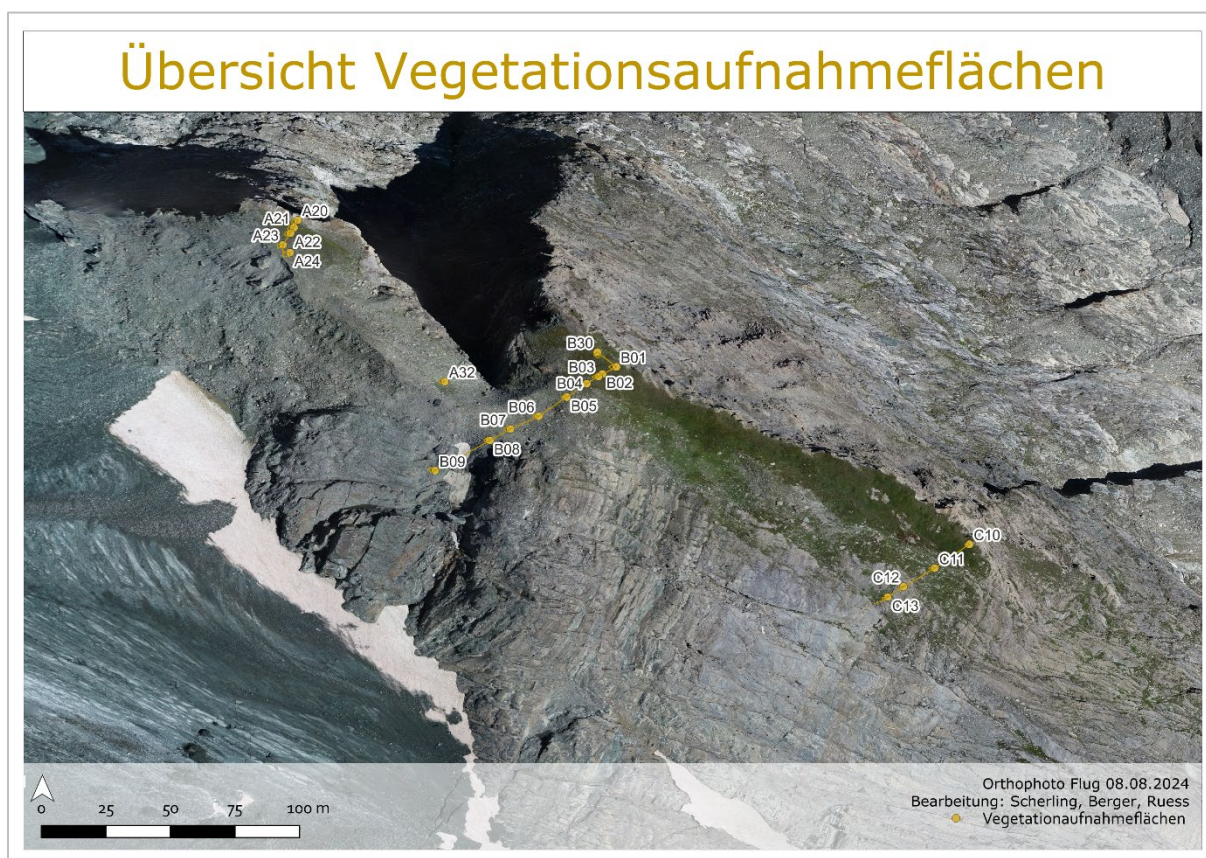 Übersicht Vegetationsaufnahmeflächen
A20
A21
A23
A22
A24
B30
B01
B03
B02
A32
B04
B05
B06
B07
B08
B09
C10
C11
C12
C13
0 25 50 75 100 m
Orthophoto Flug 08.08.2024
Bearbeitung: Scherling, Berger, Ruess
Vegetationaufnahmeflächen